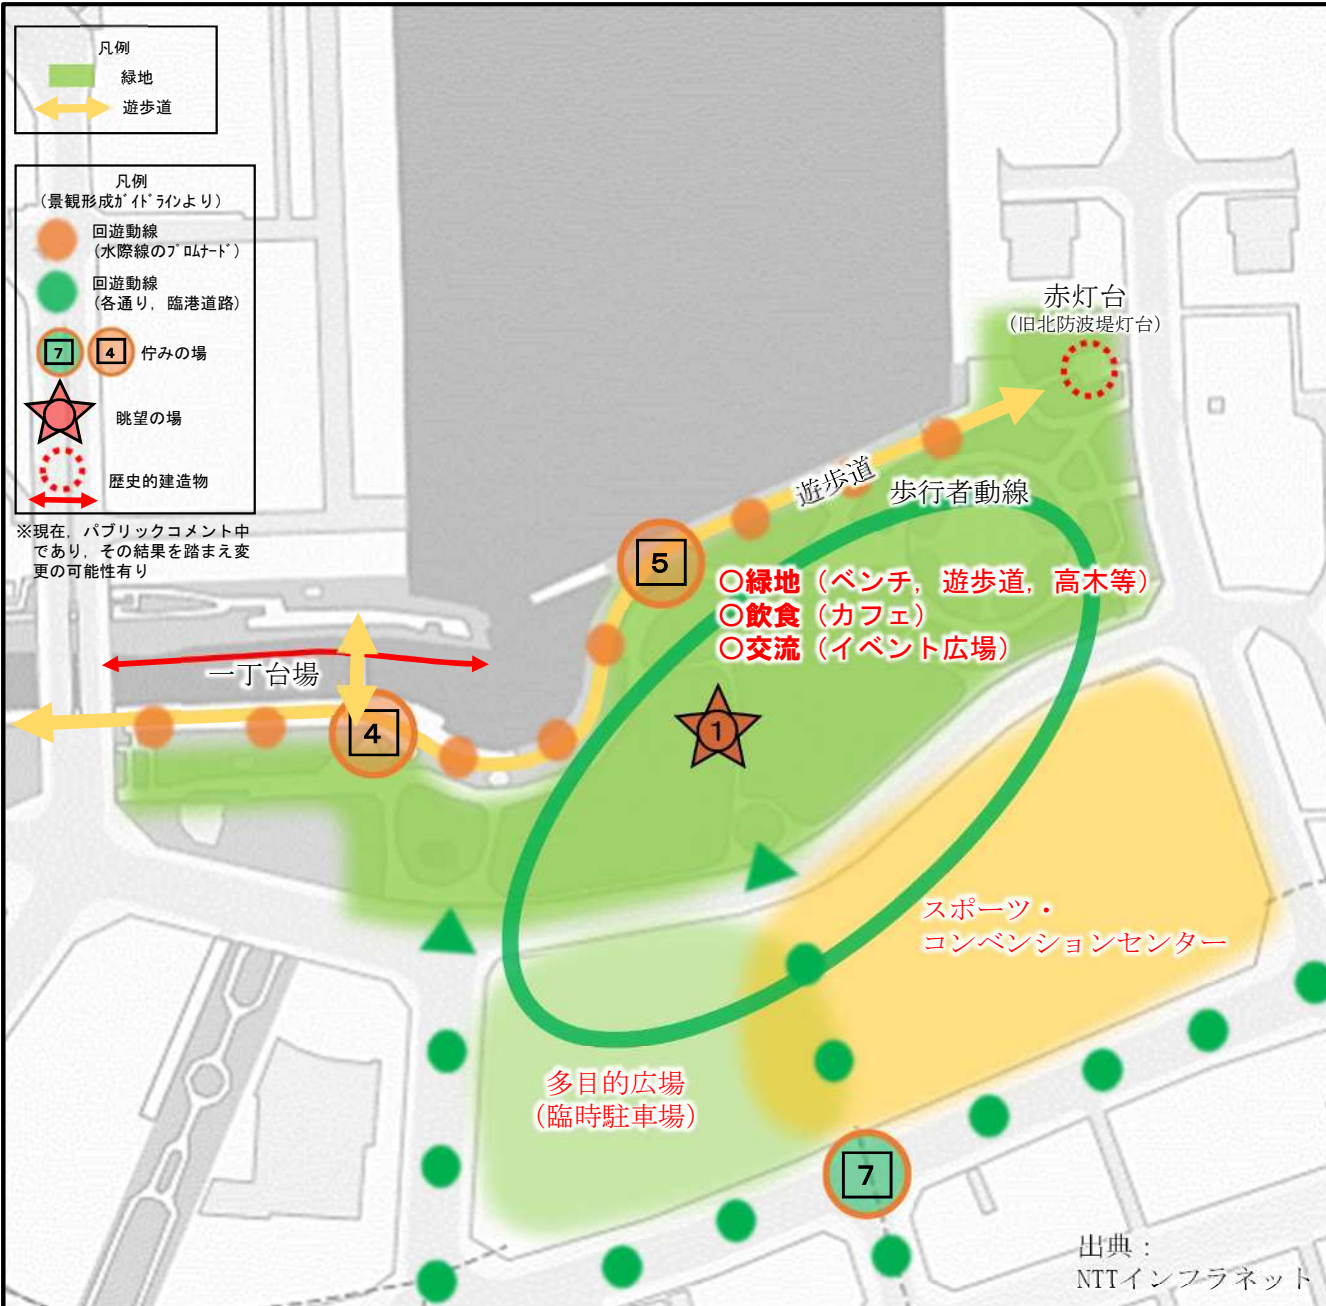 凡例
緑地
遊歩道
凡例
(景観形成ガイドラインより)
回遊動線
(水際線のプロムナード)
回遊動線
(各通り，臨港道路)
7
4
佇みの場
眺望の場
歴史的建造物
※現在，パブリックコメント中
であり，その結果を踏まえ変
更の可能性有り
赤灯台
(旧北防波堤灯台)
遊歩道
歩行者動線
5
○緑地（ベンチ，遊歩道，高木等）
○飲食（カフェ）
○交流（イベント広場）
一丁台場
4
1
スポーツ・
コンベンションセンター
多目的広場
(臨時駐車場)
7
出典：
NTTインフラネット